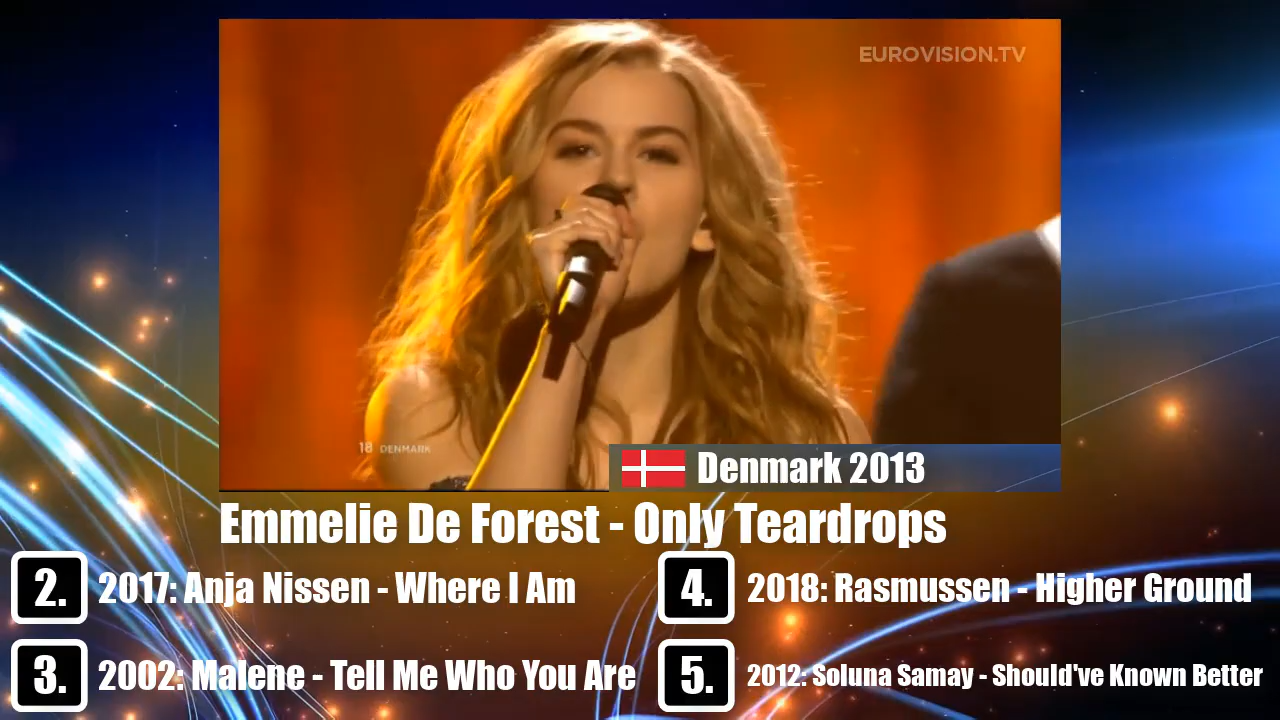 EUROVISION.TV
18 DENMARK
Denmark 2013
Emmelie De Forest - Only Teardrops
2. 2017: Anja Nissen - Where I Am
3. 2002: Malene - Tell Me Who You Are
4. 2018: Rasmussen - Higher Ground
5. 2012: Soluna Samay - Should've Known Better